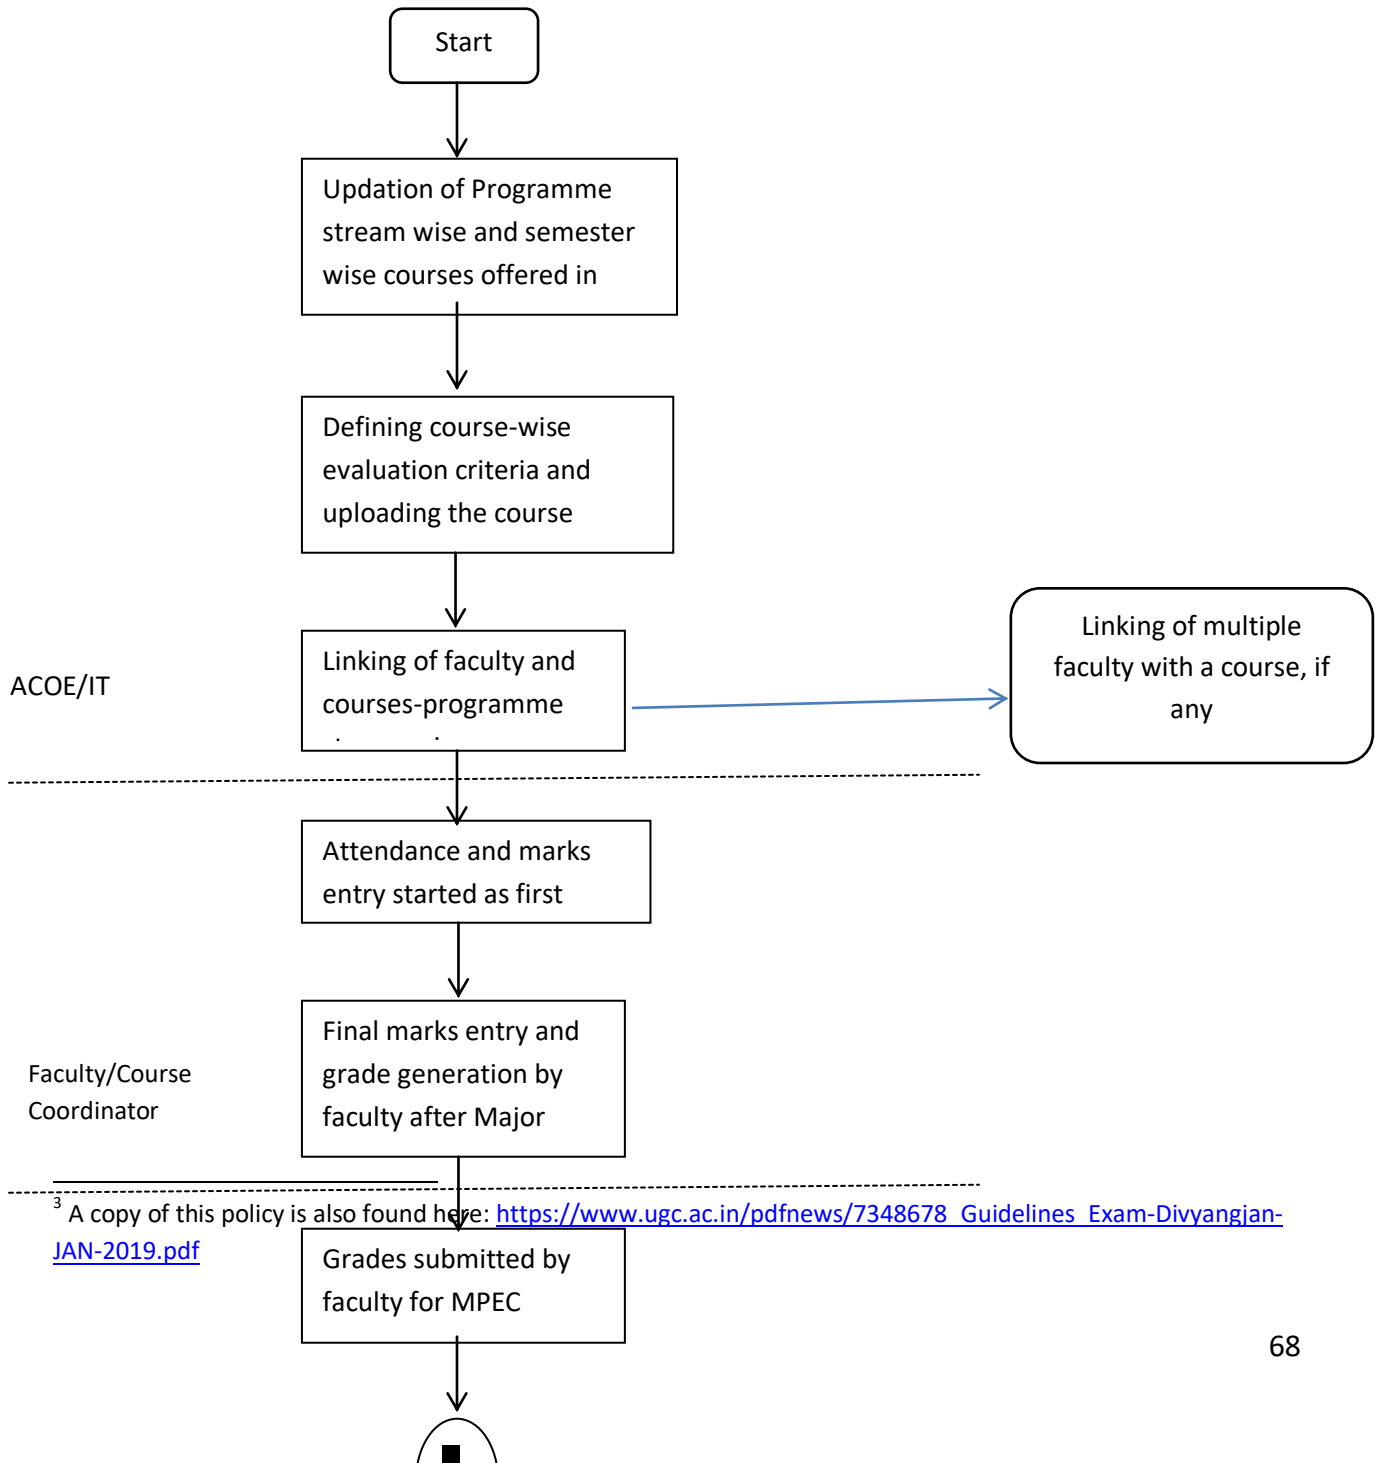 Start
Updation of Programme
stream wise and semester
wise courses offered in
Defining course-wise
evaluation criteria and
uploading the course
Linking of faculty and
courses-programme
Linking of multiple
faculty with a course, if
any
ACOE/IT
Attendance and marks
entry started as first
Final marks entry and
grade generation by
faculty after Major
Faculty/Course
Coordinator
3 A copy of this policy is also found here: https://www.ugc.ac.in/pdfnews/7348678_Guidelines_Exam-Divyangjan-
JAN-2019.pdf
Grades submitted by
faculty for MPEC
68